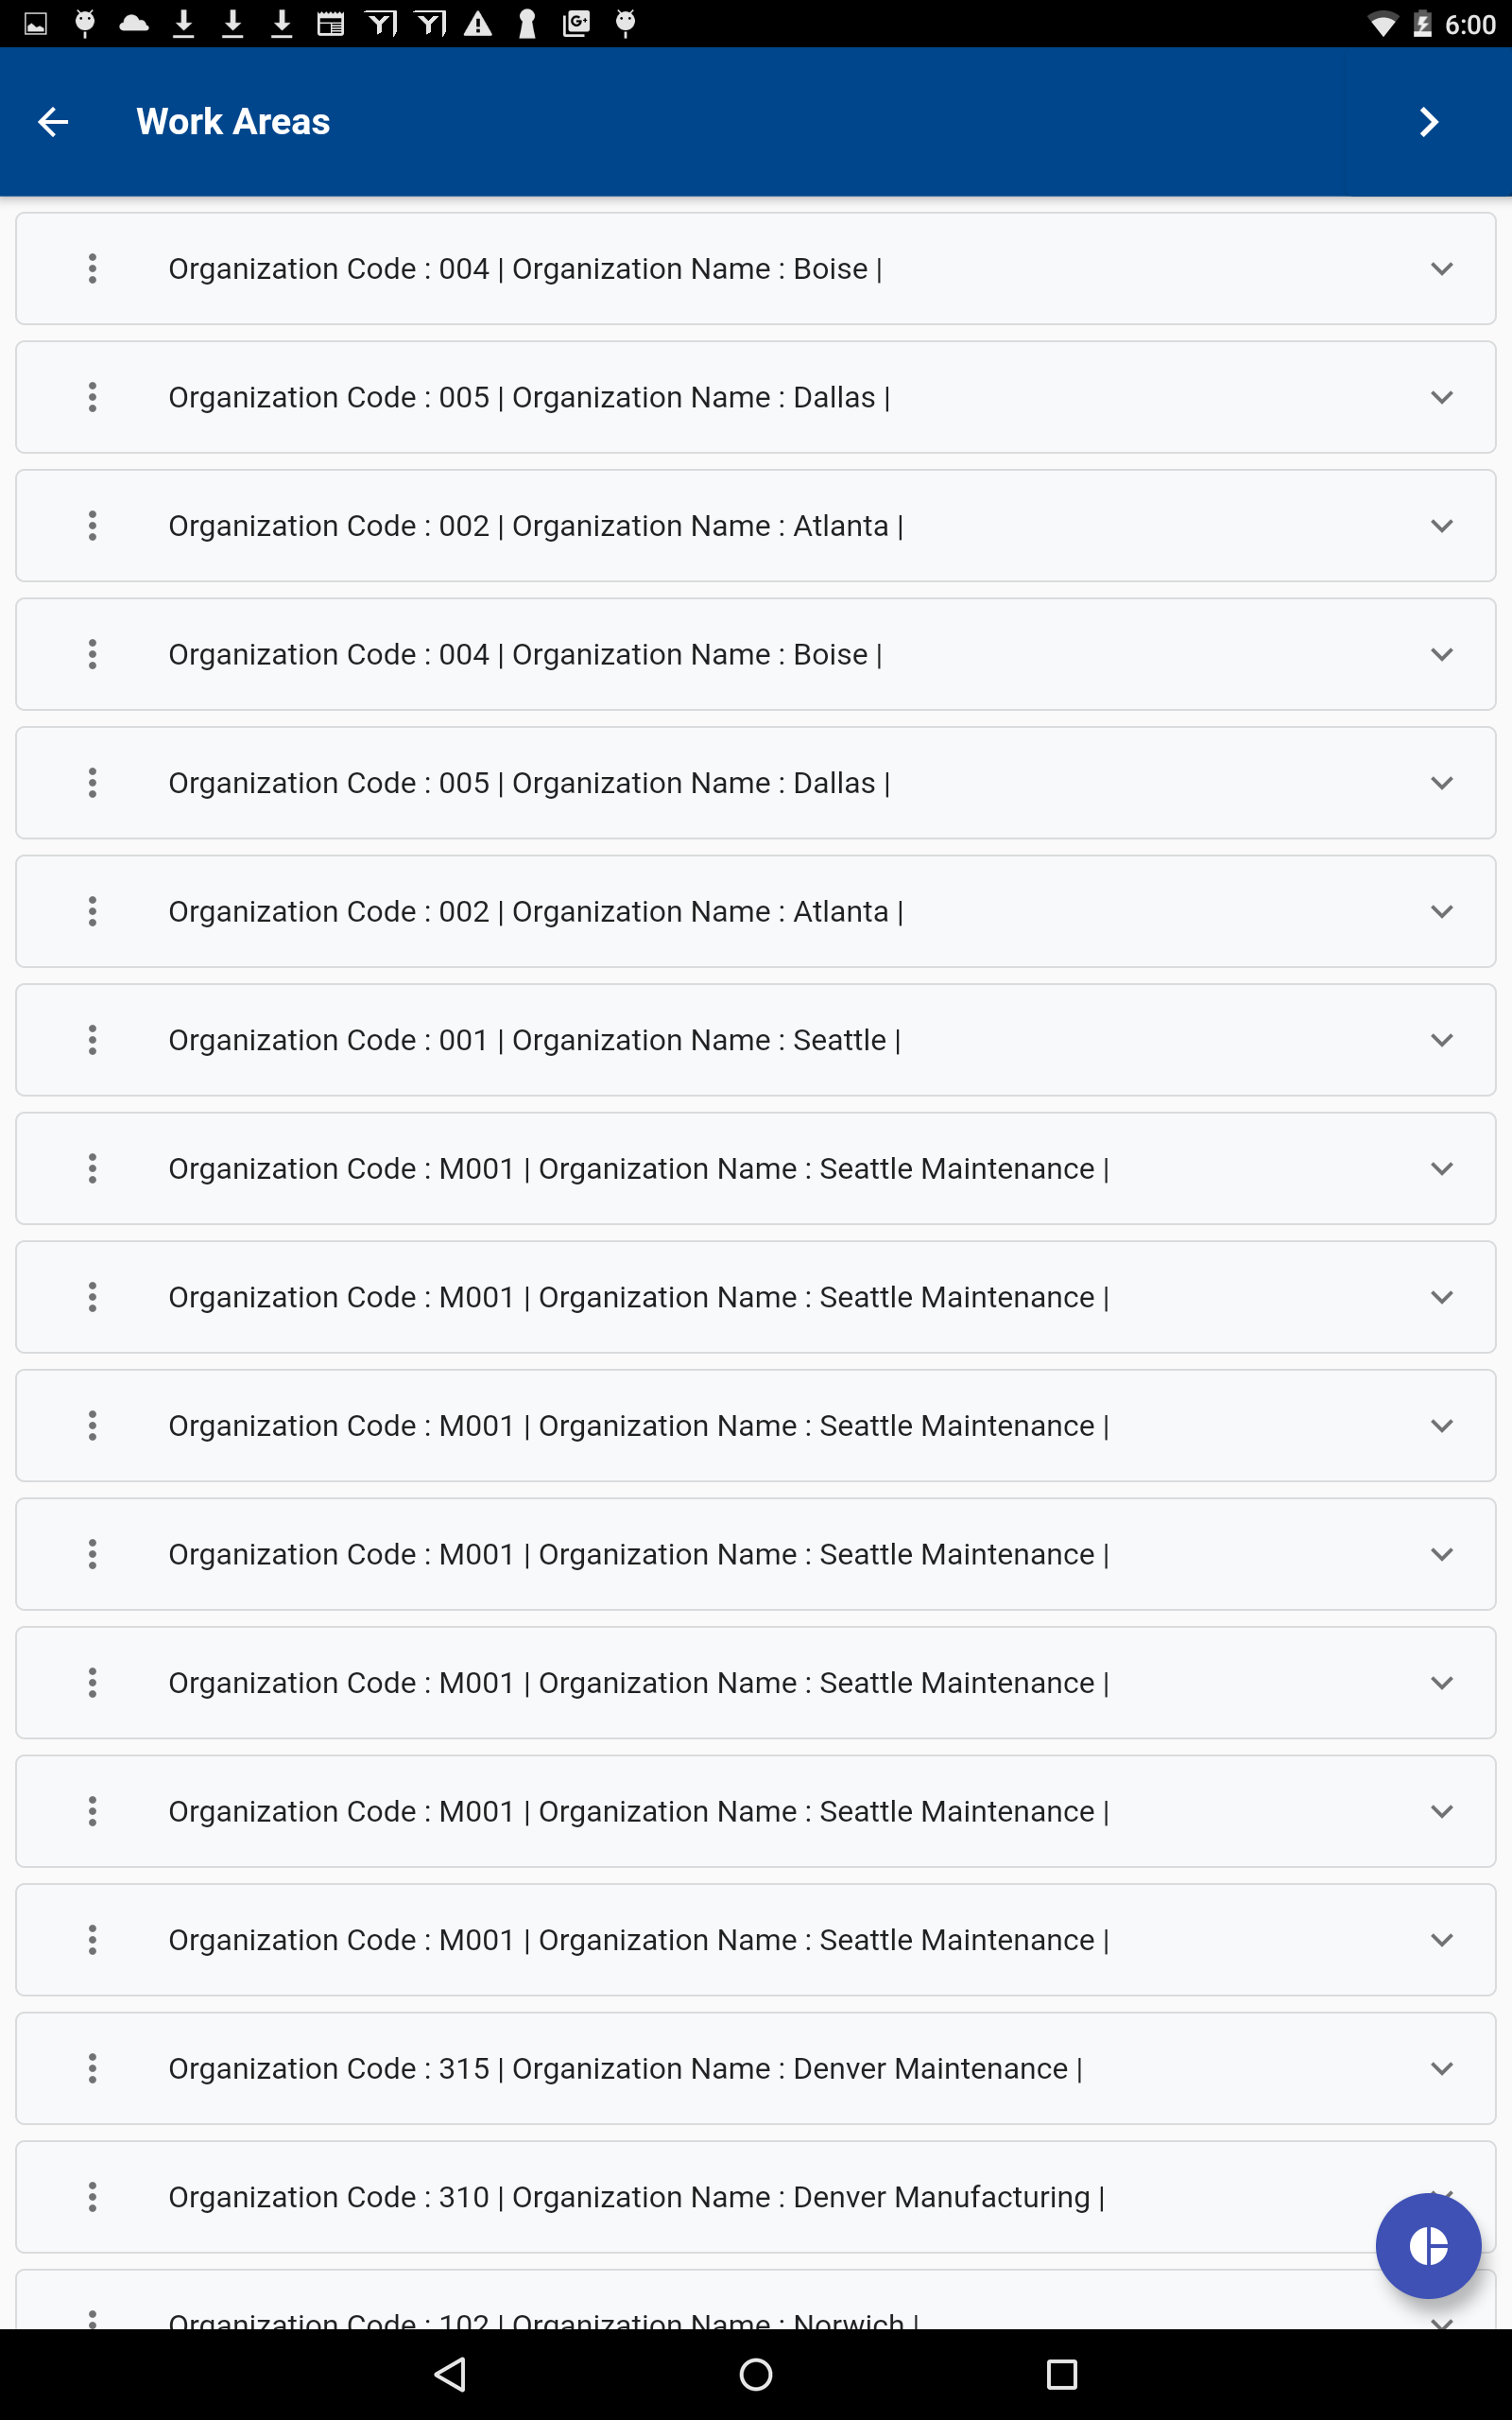 6:00
Work Areas
Organization Code : 004 | Organization Name : Boise |
Organization Code : 005 | Organization Name : Dallas |
Organization Code : 002 | Organization Name : Atlanta |
Organization Code : 004 | Organization Name : Boise |
Organization Code : 005 | Organization Name : Dallas |
Organization Code : 002 | Organization Name : Atlanta |
Organization Code : 001 | Organization Name : Seattle |
Organization Code : M001 | Organization Name : Seattle Maintenance |
Organization Code : M001 | Organization Name : Seattle Maintenance |
Organization Code : M001 | Organization Name : Seattle Maintenance |
Organization Code : M001 | Organization Name : Seattle Maintenance |
Organization Code : M001 | Organization Name : Seattle Maintenance |
Organization Code : M001 | Organization Name : Seattle Maintenance |
Organization Code : M001 | Organization Name : Seattle Maintenance |
Organization Code : 315 | Organization Name : Denver Maintenance |
Organization Code : 310 | Organization Name : Denver Manufacturing |
Organization Code : 102 | Organization Name : Norwich |